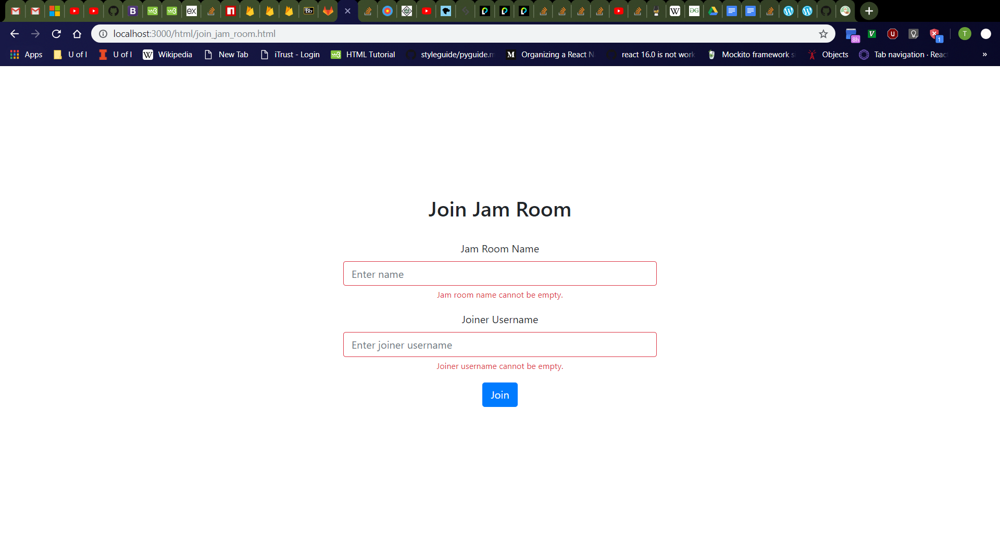 localhost:3000/html/join_jam_room.html
8h
1
T
Apps
U of I
U of I
Wikipedia
New Tab
iTrust - Login
HTML Tutorial
styleguide/pyguide.m
Organizing a React N
react 16.0 is not work
Mockito framework s
Objects
Tab navigation · Reac
»
Join Jam Room
Jam Room Name
Enter name
Jam room name cannot be empty.
Joiner Username
Enter joiner username
Joiner username cannot be empty.
Join